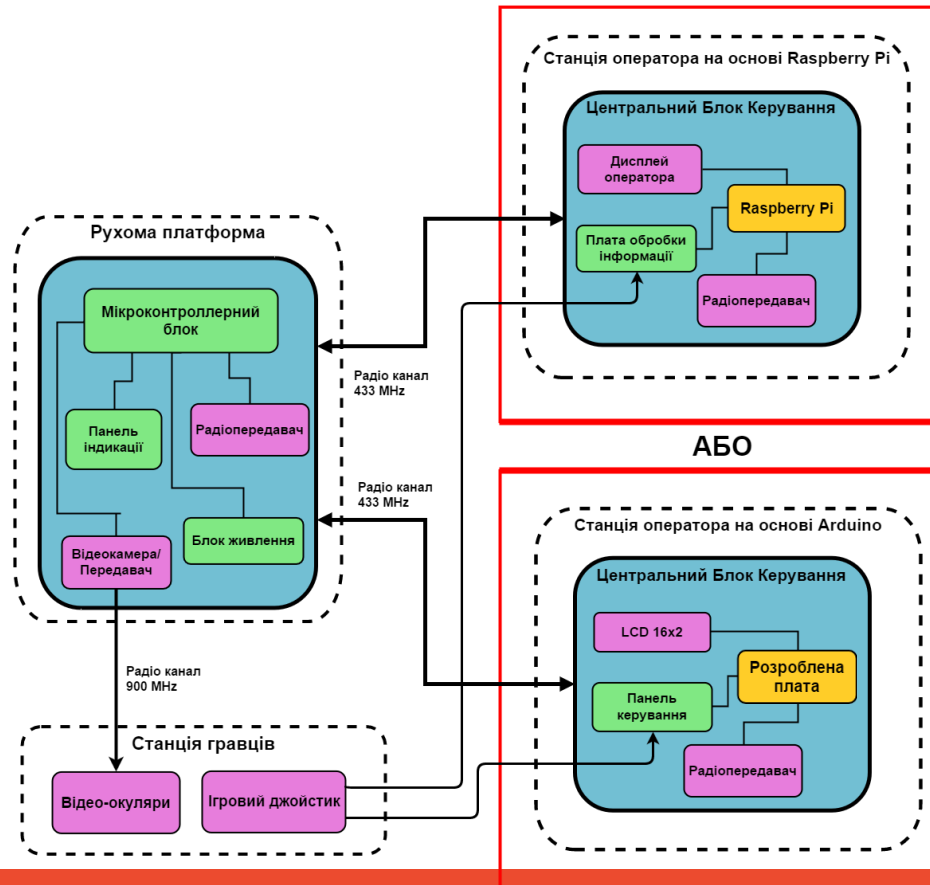 Станція оператора на основі Raspberry Pi
Центральний Блок Керування
Дисплей
оператора
Raspberry Pi
Плата обробки
інформації
Радіопередавач
Рухома платформа
Мікроконтроллерний
блок
Панель
індикації
Радіопередавач
Блок живлення
Відеокамера/
Передавач
Радіо канал
433 MHz
Радіо канал
433 MHz
АБО
Станція оператора на основі Arduino
Центральний Блок Керування
LCD 16x2
Розроблена
плата
Панель
керування
Радіопередавач
Радіо канал
900 MHz
Станція гравців
Відео-окуляри
Ігровий джойстик